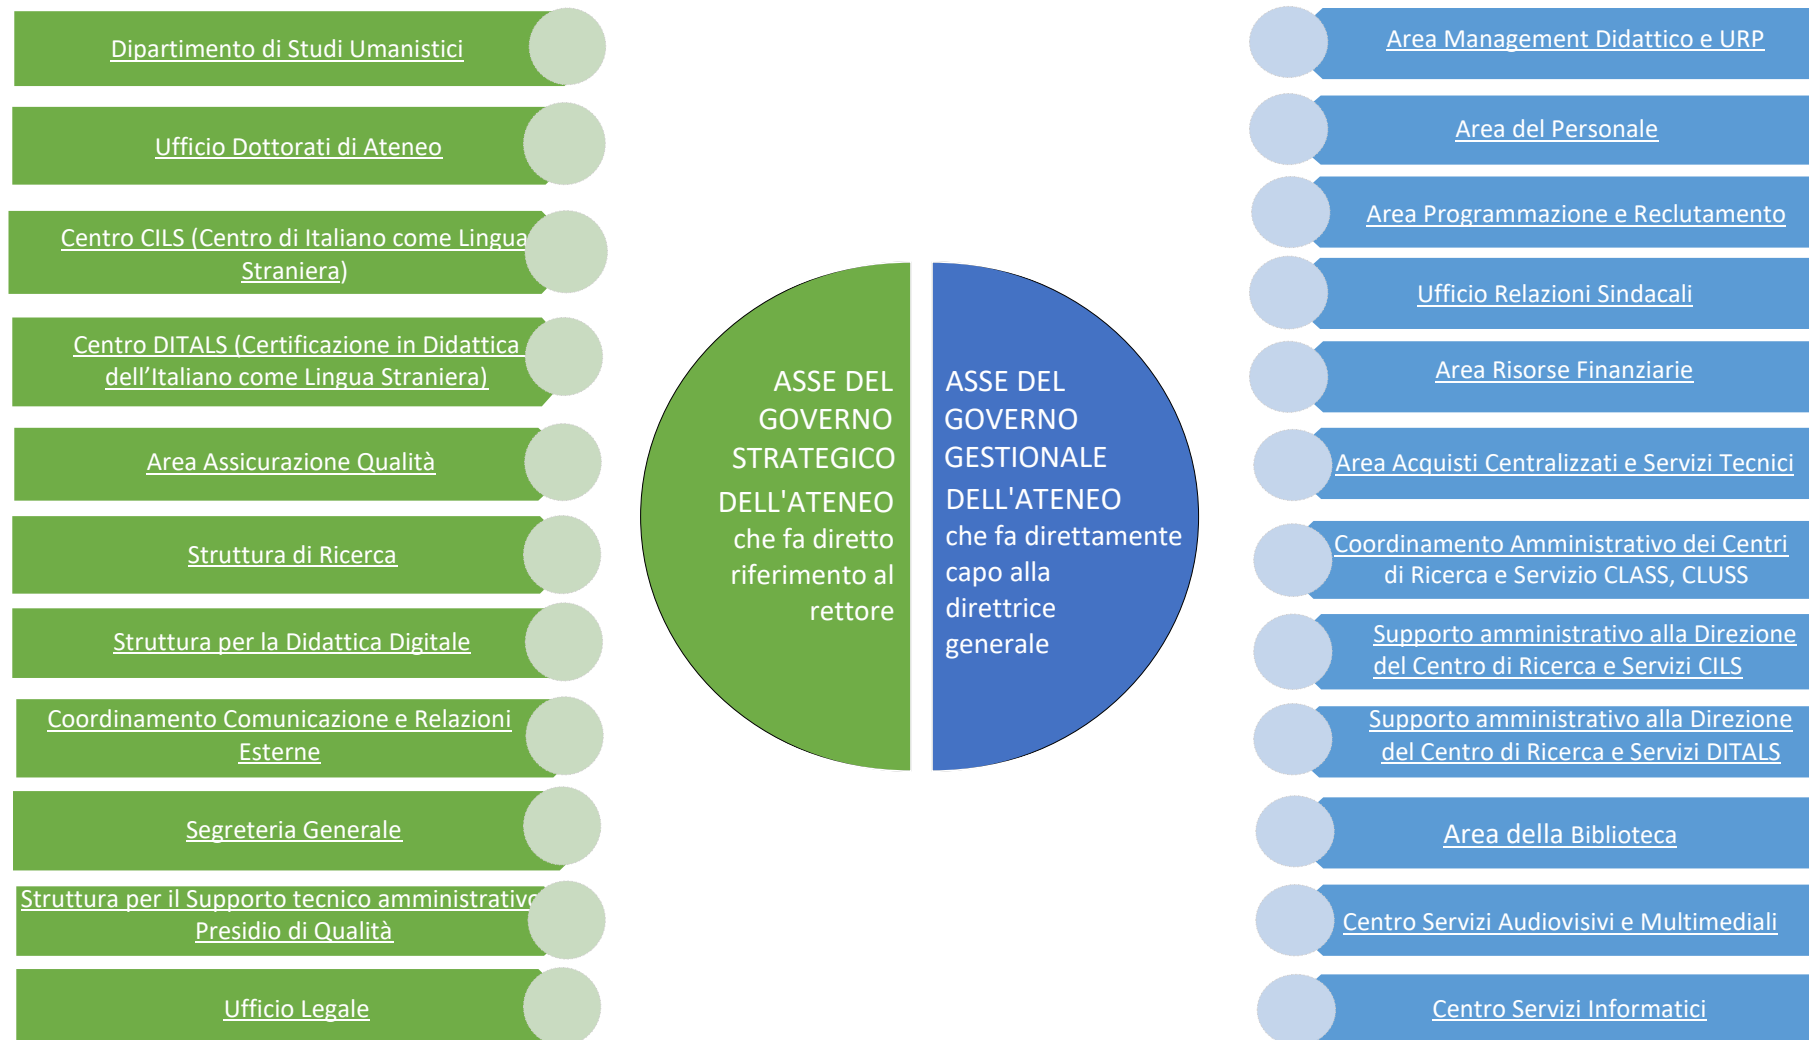 Dipartimento di Studi Umanistici
Ufficio Dottorati di Ateneo
Centro CILS (Centro di Italiano come Lingua
Straniera)
Centro DITALS (Certificazione in Didattica
dell'Italiano come Lingua Straniera)
Area Assicurazione Qualità
Struttura di Ricerca
Struttura per la Didattica Digitale
Coordinamento Comunicazione e Relazioni
Esterne
Segreteria Generale
Struttura per il Supporto tecnico amministrativo
Presidio di Qualità
Ufficio Legale
ASSE DEL
GOVERNO
STRATEGICO
DELL'ATENEO
che fa diretto
riferimento al
rettore
ASSE DEL
GOVERNO
GESTIONALE
DELL'ATENEO
che fa direttamente
capo alla
direttrice
generale
Area Management Didattico e URP
Area del Personale
Area Programmazione e Reclutamento
Ufficio Relazioni Sindacali
Area Risorse Finanziarie
Area Acquisti Centralizzati e Servizi Tecnici
Coordinamento Amministrativo dei Centri
di Ricerca e Servizio CLASS, CLUSS
Supporto amministrativo alla Direzione
del Centro di Ricerca e Servizi CILS
Supporto amministrativo alla Direzione
del Centro di Ricerca e Servizi DITALS
Area della Biblioteca
Centro Servizi Audiovisivi e Multimediali
Centro Servizi Informatici